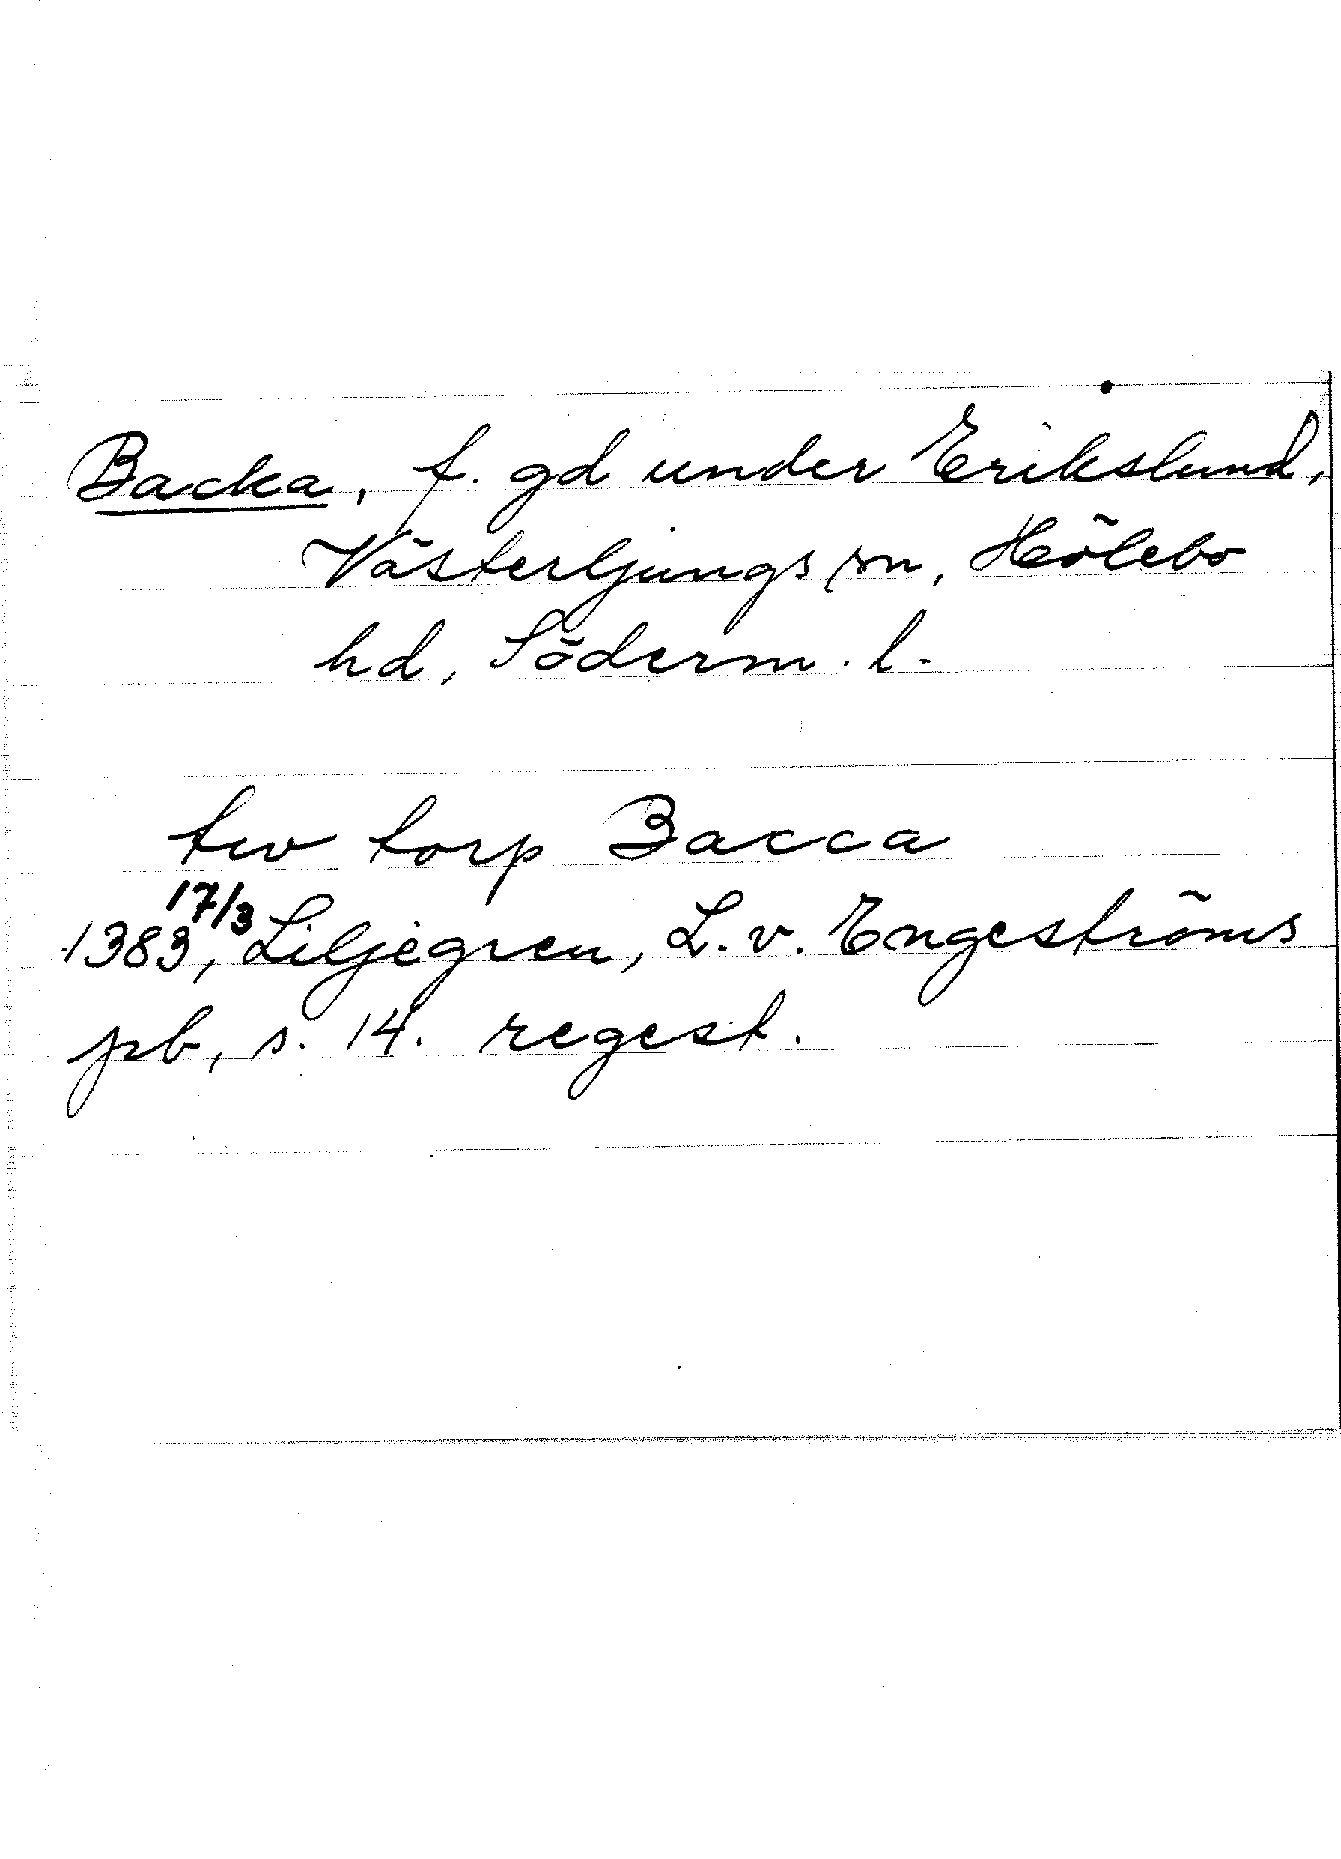 Backa, f. gd under Erikslund,
Västerljungs sn, Hölebo
hd, Söderm. l.
tw torp Bacca
1383 17/3, Liljegren, L. v. Engeströms
pb, s. 14. regest.